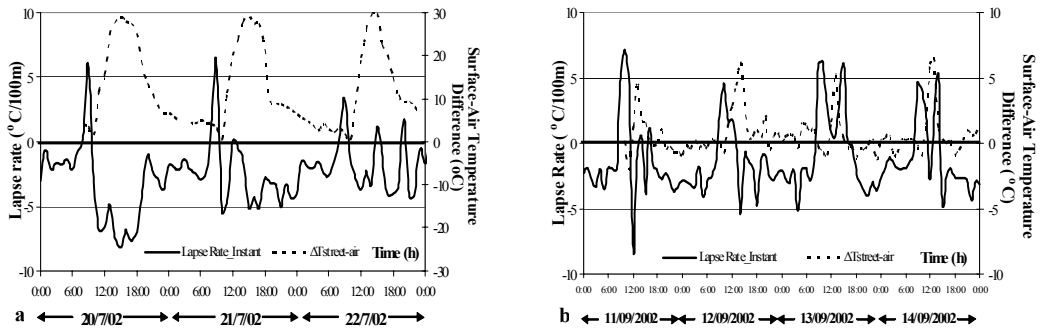 10
5
0
-5
-10
Lapse Rate ( °C/100m)
30
20
10
0
-10
-20
-30
Surface-Air Temperature
Difference (oC)
Lapse Rate_Instant
ΔTstreet-air
Time (h)
0:00 6:00 12:00 18:00 0:00 6:00 12:00 18:00 0:00 6:00 12:00 18:00 0:00
a
20/7/02 21/7/02 22/7/02
10
5
0
-5
-10
Lapse Rate ( °C/100m)
10
5
0
-5
-10
Surface-Air Temperature
Difference ( °C)
Lapse Rate_Instant
ΔTstreet-air
Time (h)
0:00 6:00 12:00 18:00 0:00 6:00 12:00 18:00 0:00 6:00 12:00 18:00 0:00 6:00 12:00 18:00 0:00
b
11/09/2002 12/09/2002 13/09/2002 14/09/2002